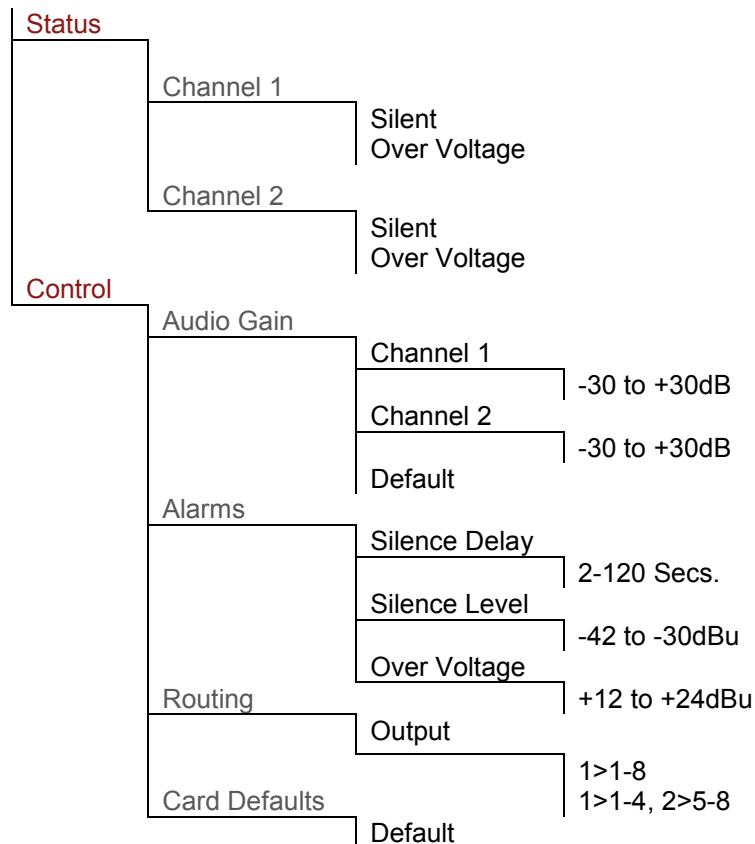 Status
Channel 1
Silent
Over Voltage
Channel 2
Silent
Over Voltage
Control
Audio Gain
Channel 1
-30 to +30dB
Channel 2
-30 to +30dB
Default
Alarms
Silence Delay
2-120 Secs.
Silence Level
-42 to -30dBu
Over Voltage
+12 to +24dBu
Routing
Output
1>1-8
1>1-4, 2>5-8
Card Defaults
Default